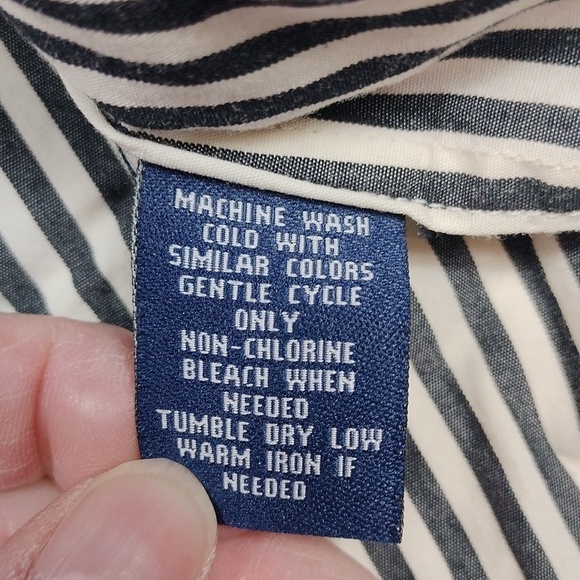 MACHINE WASH
COLD WITH
SIMILAR COLORS
GENTLE CYCLE
ONLY
NON-CHLORINE
BLEACH WHEN
NEEDED
TUMBLE DRY LOW
WARM IRON IF
NEEDED